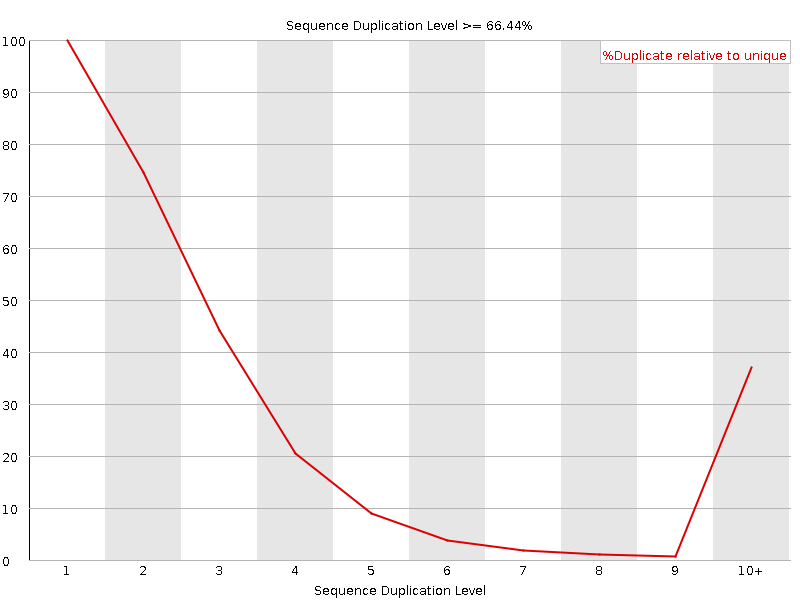 Sequence Duplication Level >= 66.44%
%Duplicate relative to unique
100
90
80
70
60
50
40
30
20
10
0
1 2 3 4 5 6 7 8 9 10+
Sequence Duplication Level